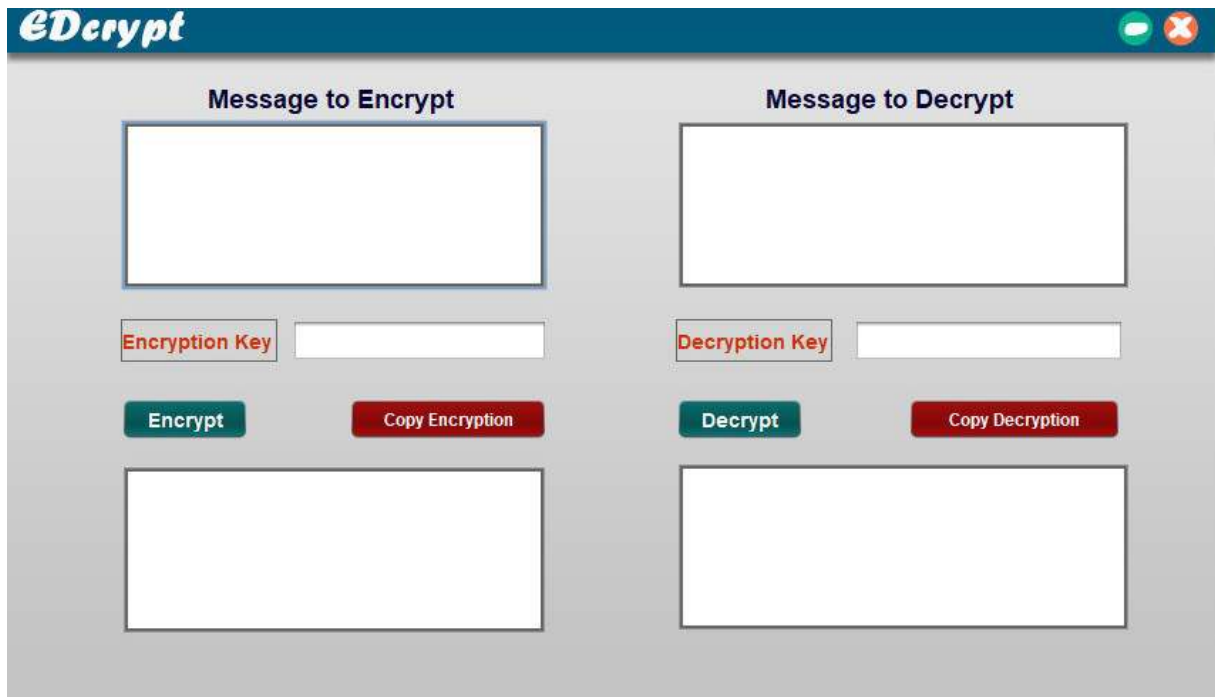 EDcrypt
Message to Encrypt
Message to Decrypt
Encryption Key
Decryption Key
Encrypt
Copy Encryption
Decrypt
Copy Decryption